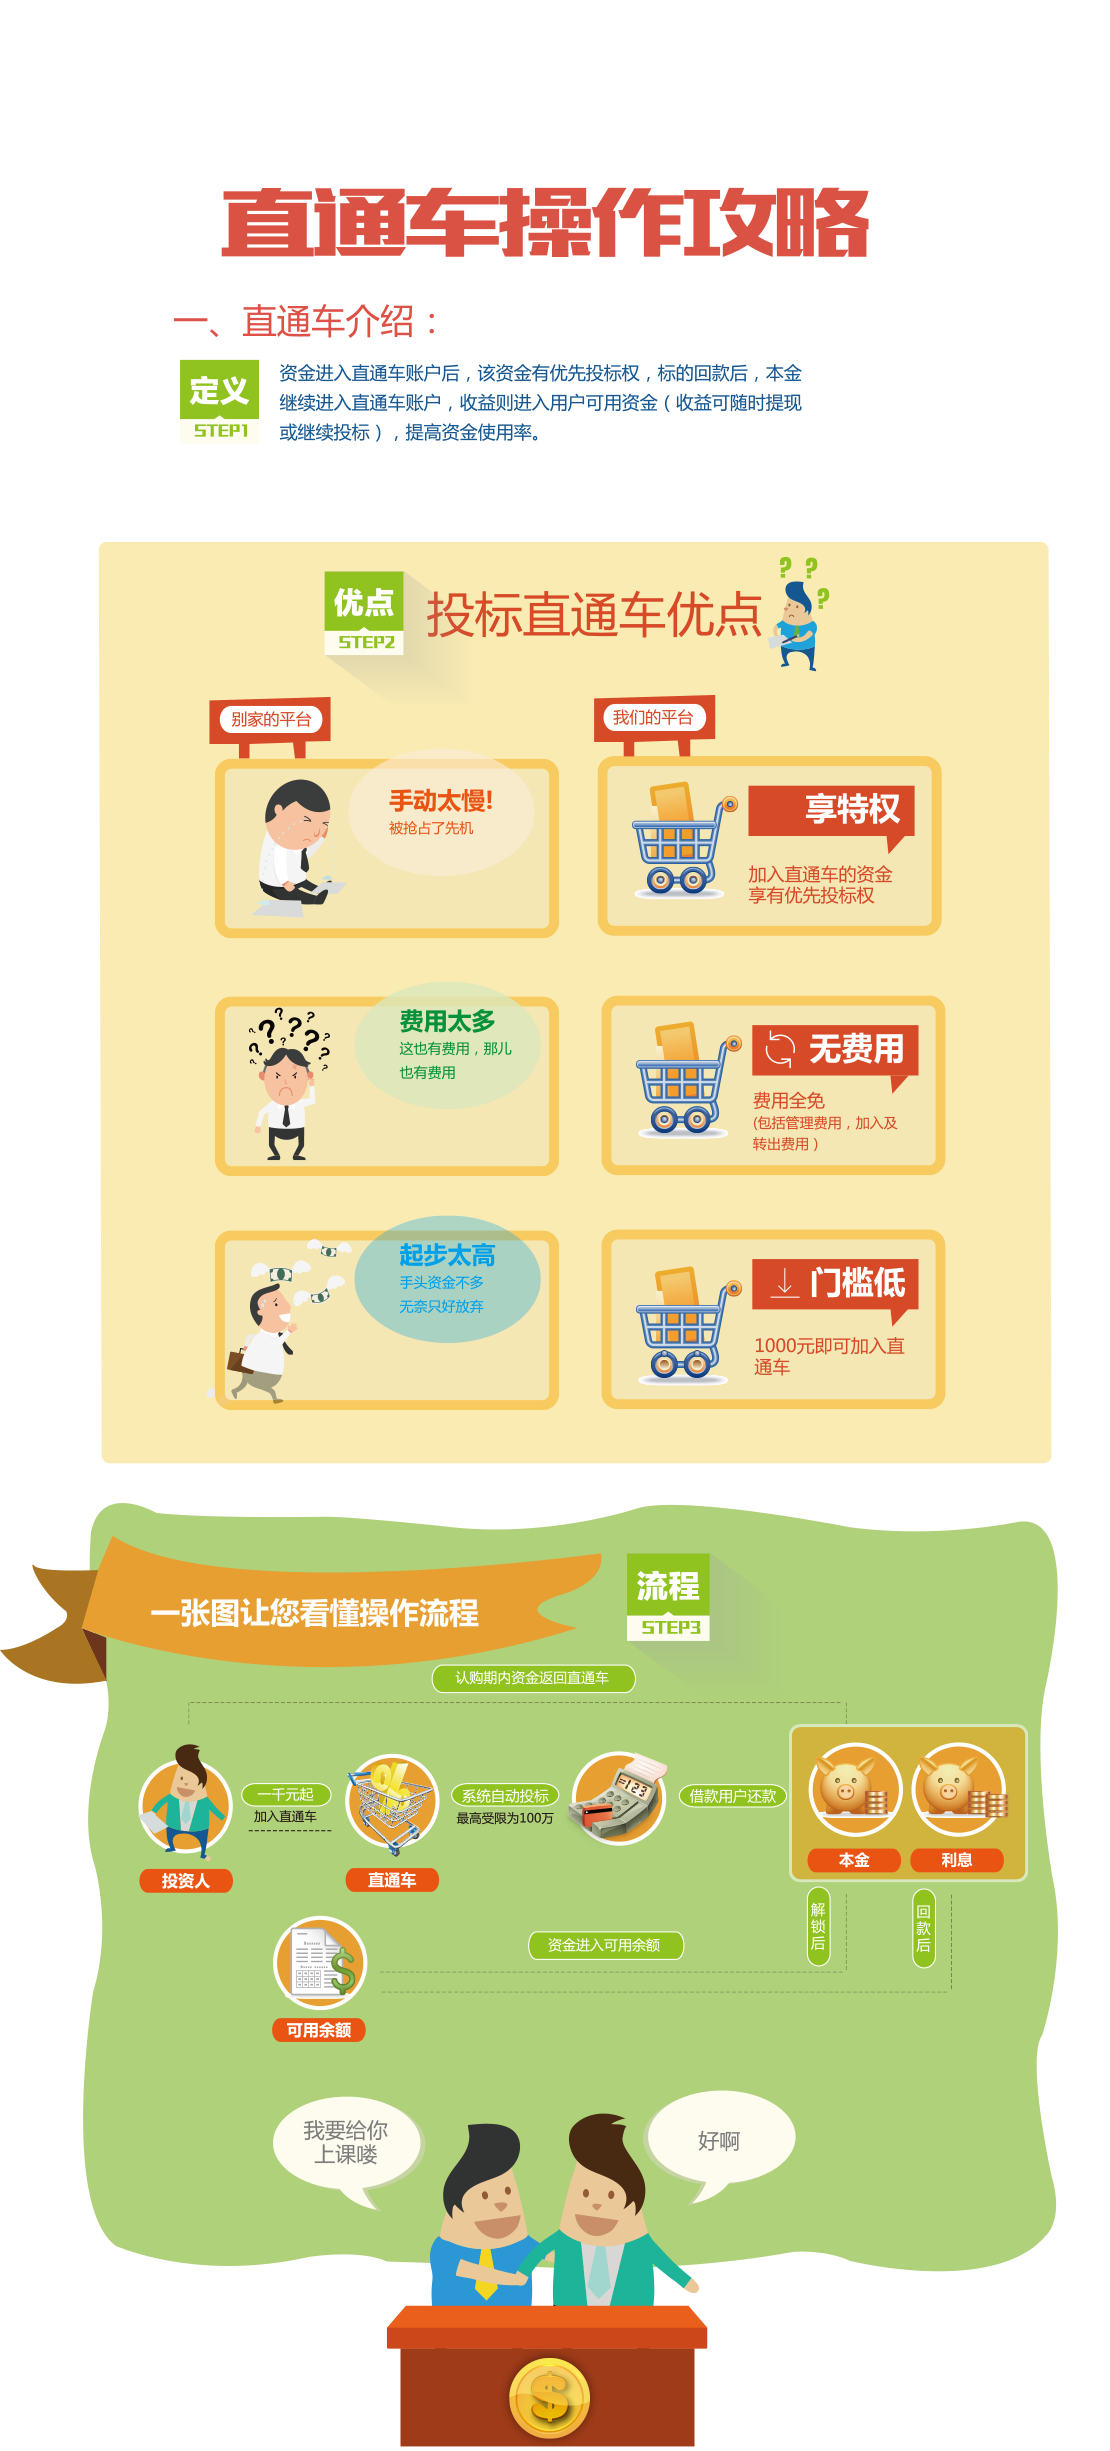 直通车操作攻略
一、直通车介绍：
定义
STEP1
资金进入直通车账户后，该资金有优先投标权，标的回款后，本金
继续进入直通车账户，收益则进入用户可用资金（收益可随时提现
或继续投标），提高资金使用率。
优点
STEP2
投标直通车优点
? ? ?
别家的平台
我们的平台
手动太慢!
被抢占了先机
享特权
加入直通车的资金
享有优先投标权
费用太多
这也有费用，那儿
也有费用
无费用
费用全免
(包括管理费用，加入及
转出费用）
起步太高
手头资金不多
无奈只好放弃
门槛低
1000元即可加入直
通车
一张图让您看懂操作流程
流程
STEP3
认购期内资金返回直通车
一千元起
加入直通车
系统自动投标
最高受限为100万
=123
借款用户还款
投资人
直通车
本金
利息
解锁后
回款后
资金进入可用余额
$
可用余额
我要给你
上课喽
好啊
$